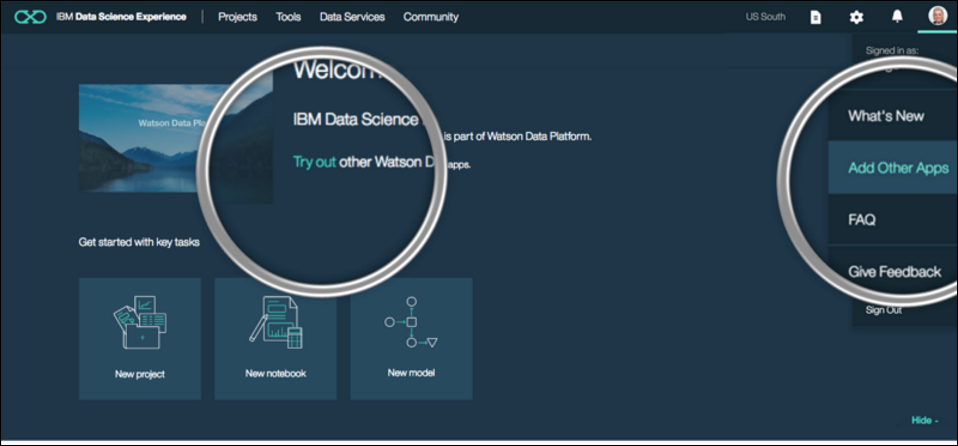 IBM Data Science Experience
Projects
Tools
Data Services
Community
US South
Signed in as:
Welcom
IBM Data Science
is part of Watson Data Platform.
Try out other Watson D apps.
Watson Data Pla
What's New
Add Other Apps
FAQ
Give Feedback
Sign Out
Get started with key tasks
New project
New notebook
New model
Hide